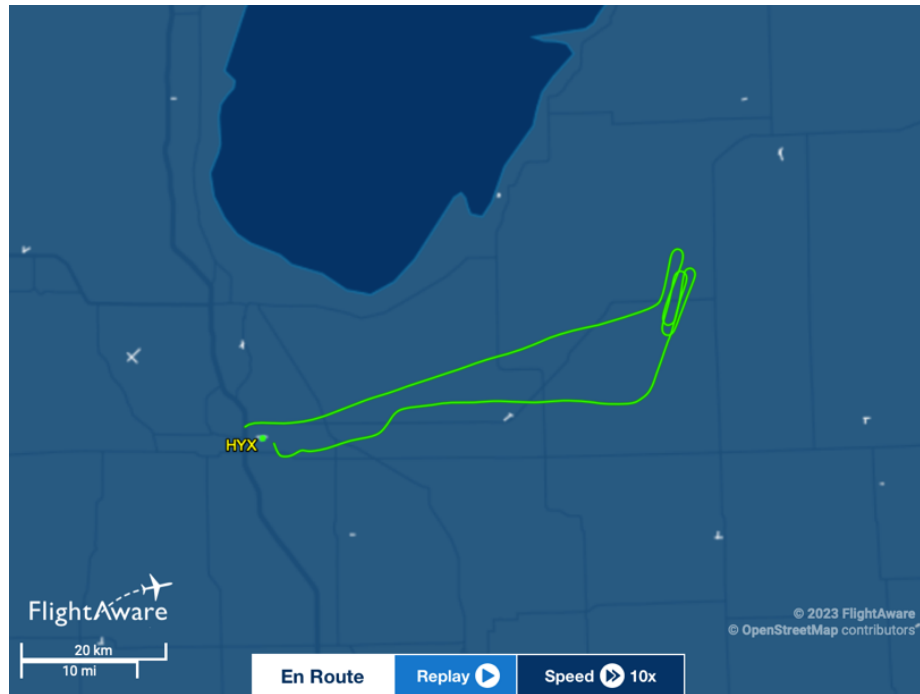 HYX
FlightAware
20 km
10 mi
© 2023 FlightAware
© OpenStreetMap contributors
En Route
Replay
Speed 10x